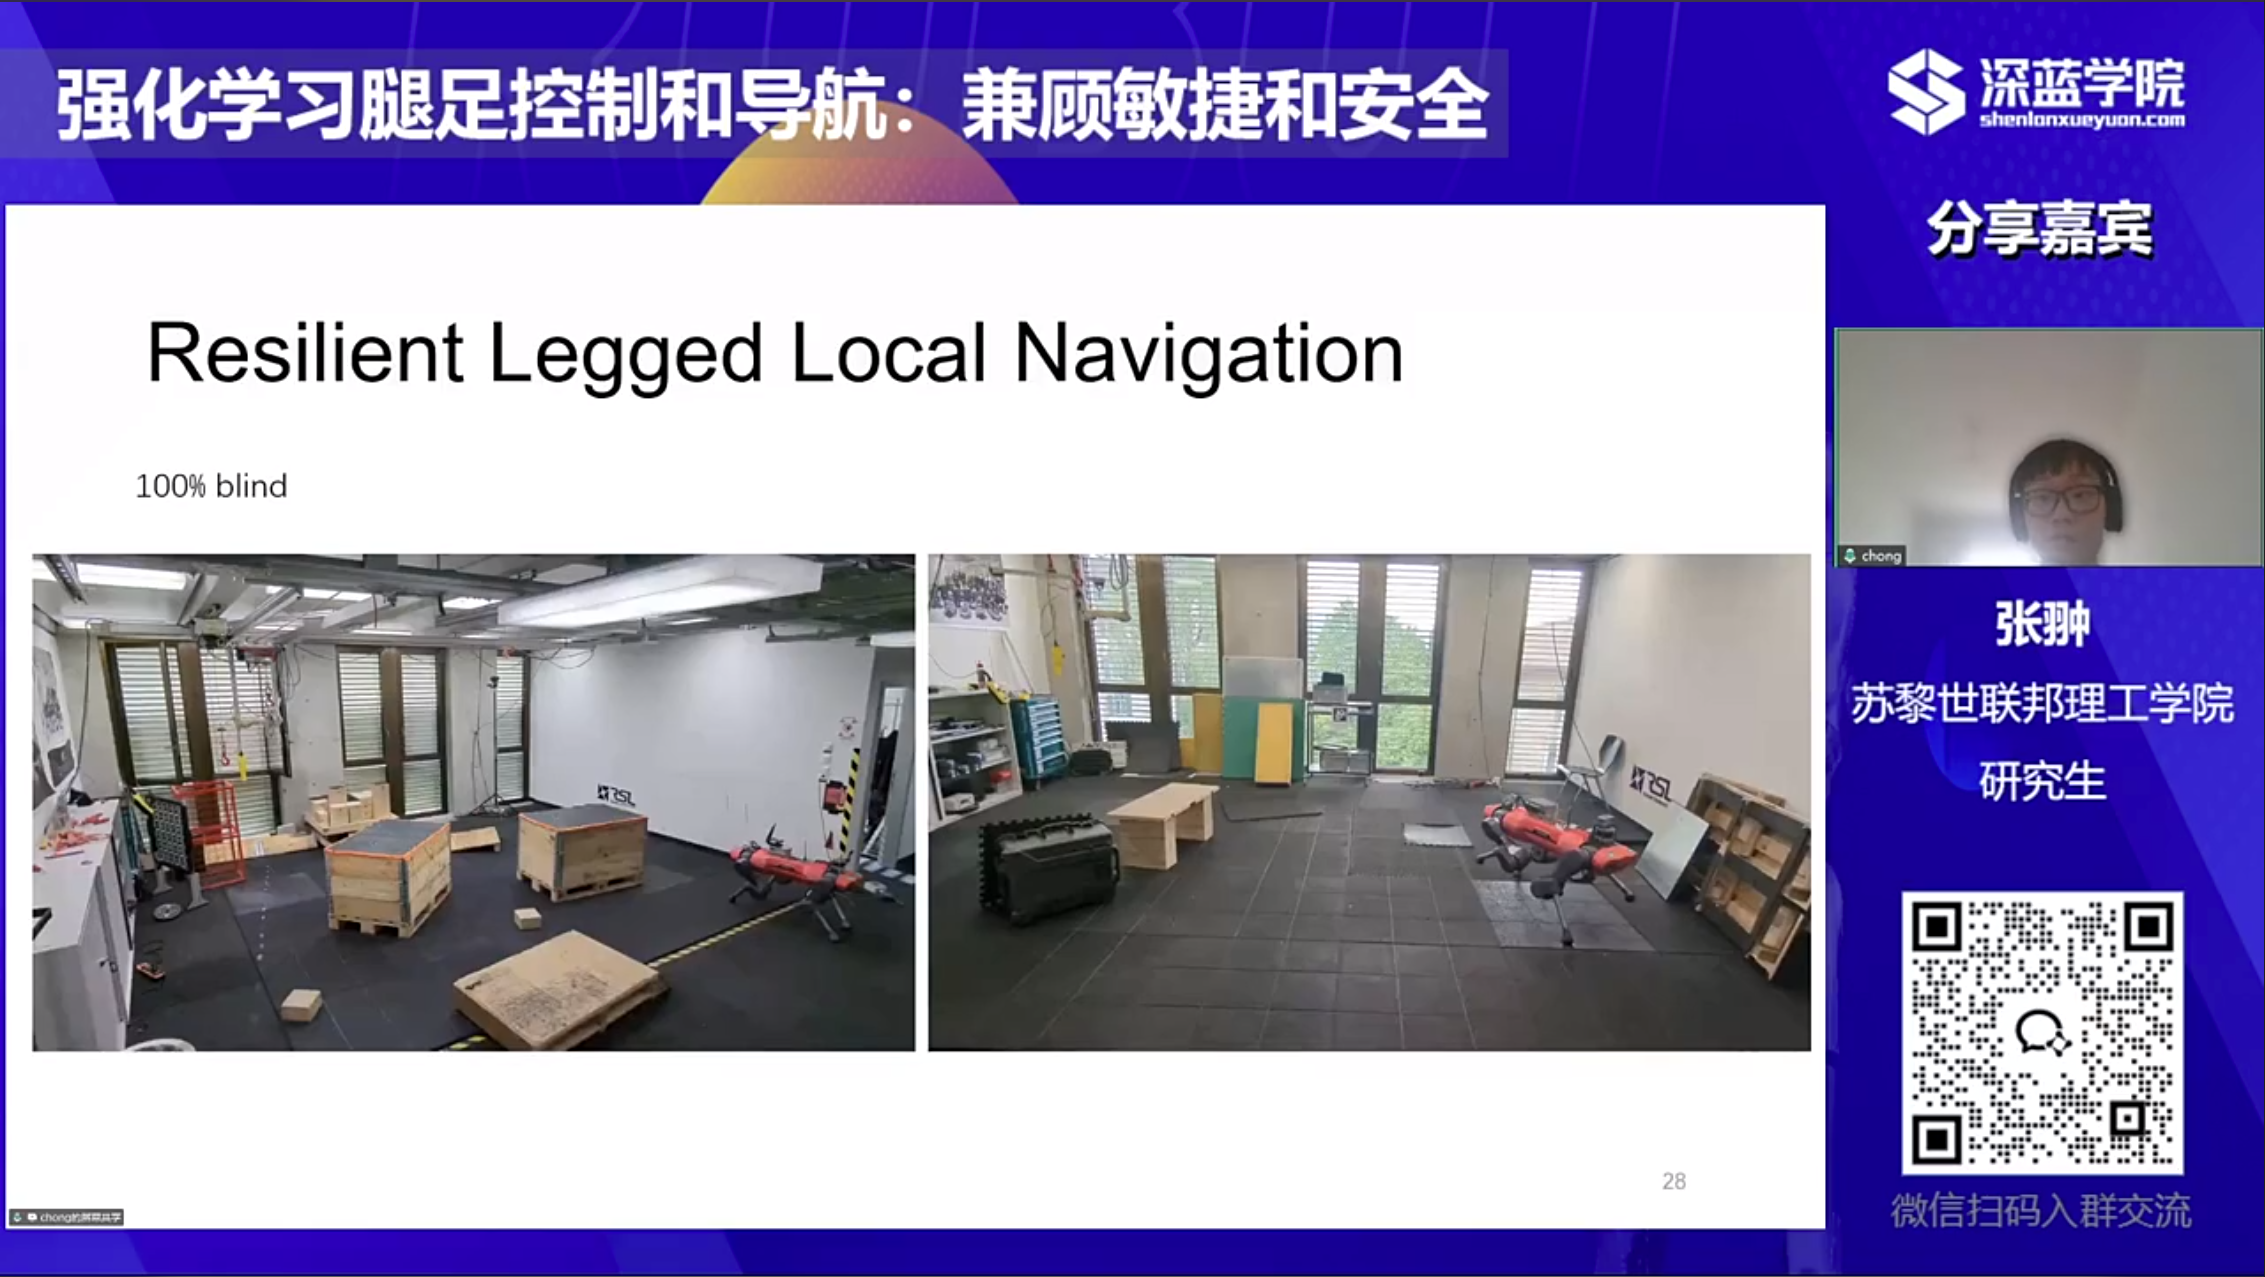 强化学习腿足控制和导航：兼顾敏捷和安全
深蓝学院
shenlanxueyuan.com
分享嘉宾
Resilient Legged Local Navigation
100% blind
RSL
RSL
28
chong的屏幕共享
chong
张翀
苏黎世联邦理工学院
研究生
微信扫码入群交流